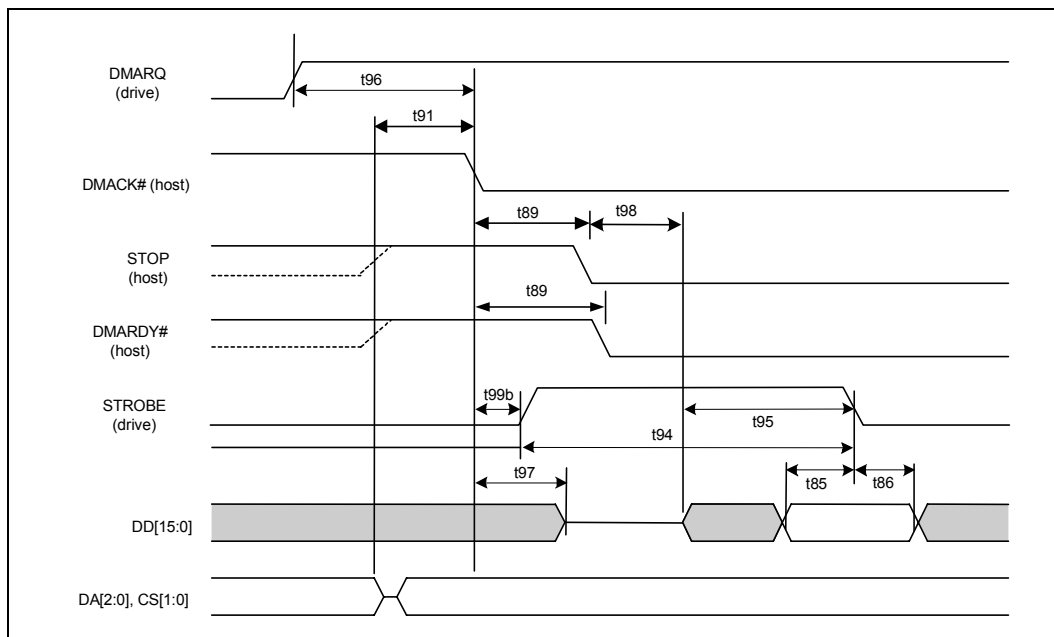 DMARQ
(drive)
t96
t91
DMACK# (host)
t89
t98
STOP
(host)
t89
DMARDY#
(host)
t99b
STROBE
(drive)
t95
t94
t97
t85
t86
DD[15:0]
DA[2:0], CS[1:0]